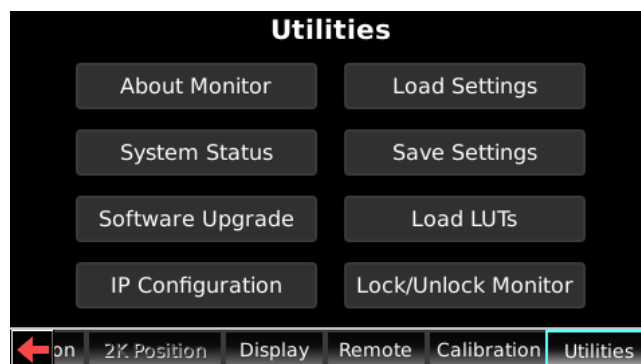 Utilities
About Monitor Load Settings
System Status Save Settings
Software Upgrade Load LUTs
IP Configuration Lock/Unlock Monitor
on 2K Position Display Remote Calibration Utilities